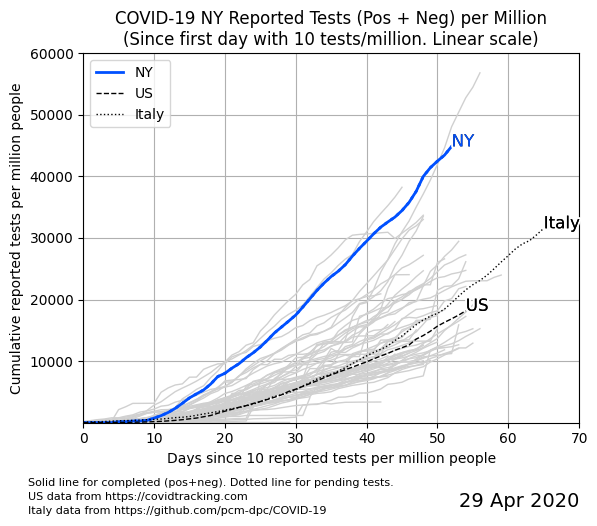 COVID-19 NY Reported Tests (Pos + Neg) per Million
(Since first day with 10 tests/million. Linear scale)
60000
50000
40000
30000
20000
10000
Cumulative reported tests per million people
NY
US
Italy
NY
Italy
US
0 10 20 30 40 50 60 70
Days since 10 reported tests per million people
Solid line for completed (pos+neg). Dotted line for pending tests.
US data from https://covidtracking.com
Italy data from https://github.com/pcm-dpc/COVID-19
29 Apr 2020